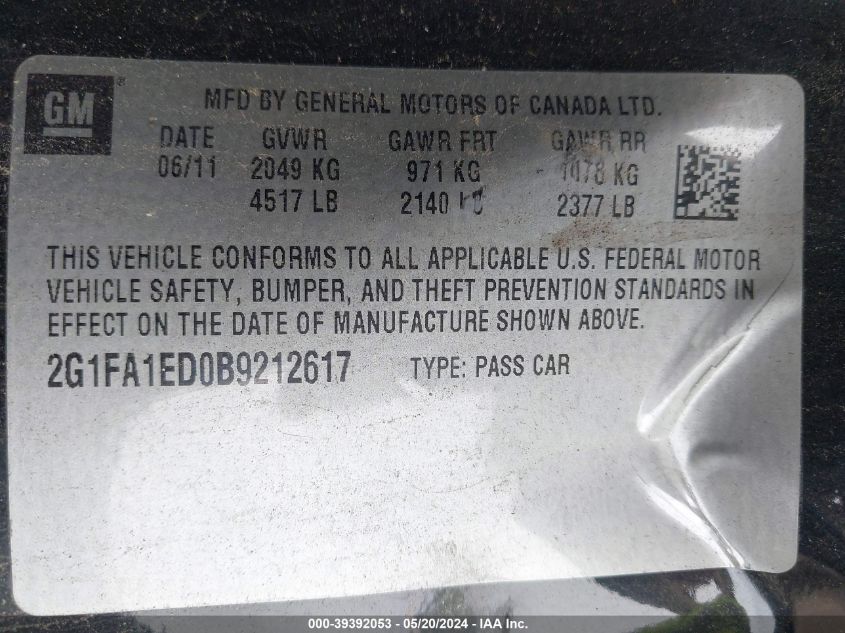 GM ®
MFD BY GENERAL MOTORS OF CANADA LTD.
DATE GVWR GAWR FRT GAWR RR
06/11 2049 KG 971 KG 1078 KG
4517 LB 2140 LB 2377 LB
THIS VEHICLE CONFORMS TO ALL APPLICABLE U.S. FEDERAL MOTOR
VEHICLE SAFETY, BUMPER, AND THEFT PREVENTION STANDARDS IN
EFFECT ON THE DATE OF MANUFACTURE SHOWN ABOVE.
2G1FA1ED0B9212617 TYPE: PASS CAR
000-39392053 - 05/20/2024 - IAA Inc.